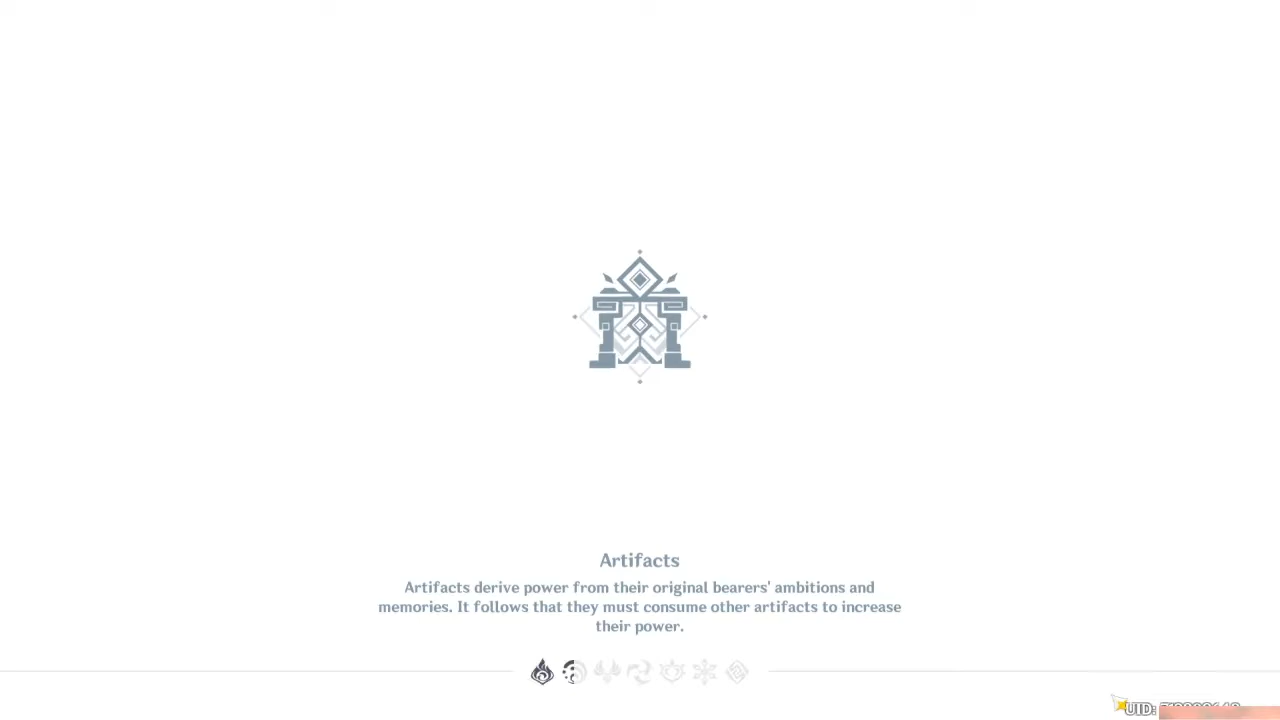 Artifacts
Artifacts derive power from their original bearers' ambitions and
memories. It follows that they must consume other artifacts to increase
their power.
UID: